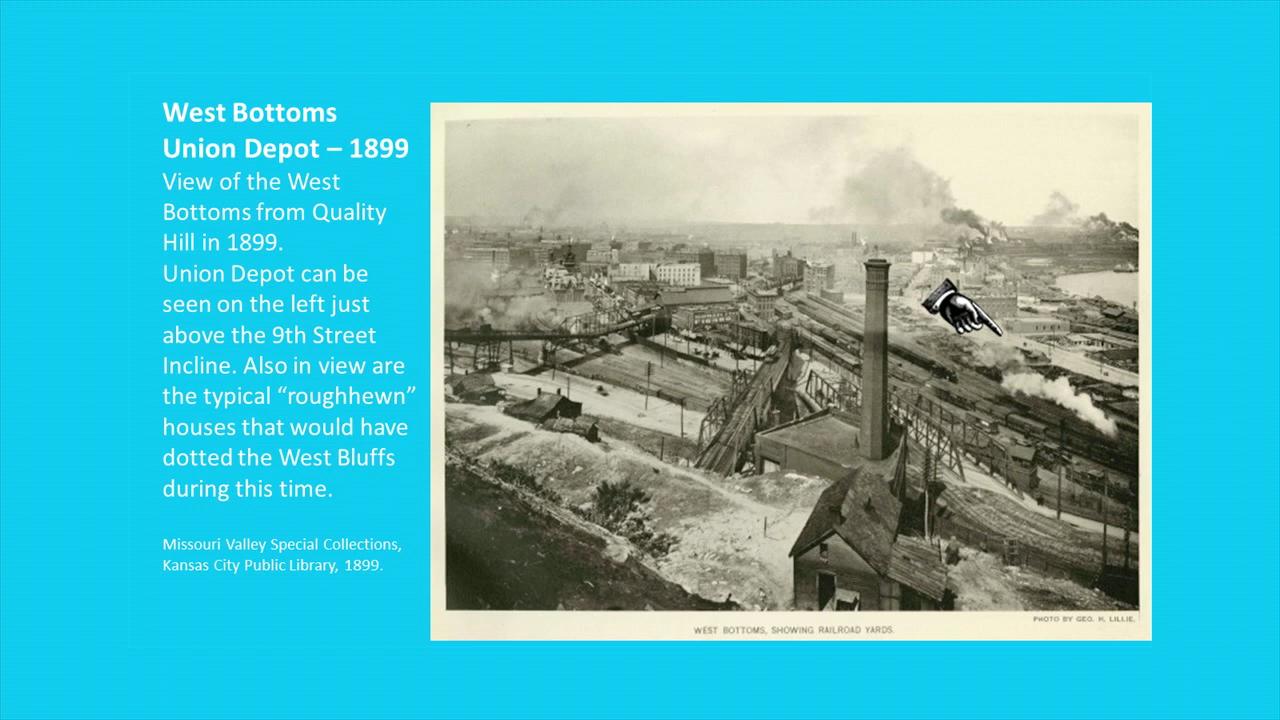 West Bottoms
Union Depot – 1899
View of the West
Bottoms from Quality
Hill in 1899.
Union Depot can be
seen on the left just
above the 9th Street
Incline. Also in view are
the typical “roughhewn”
houses that would have
dotted the West Bluffs
during this time.
Missouri Valley Special Collections,
Kansas City Public Library, 1899.
PHOTO BY GEO. H. LILLIE.
WEST BOTTOMS, SHOWING RAILROAD YARDS.